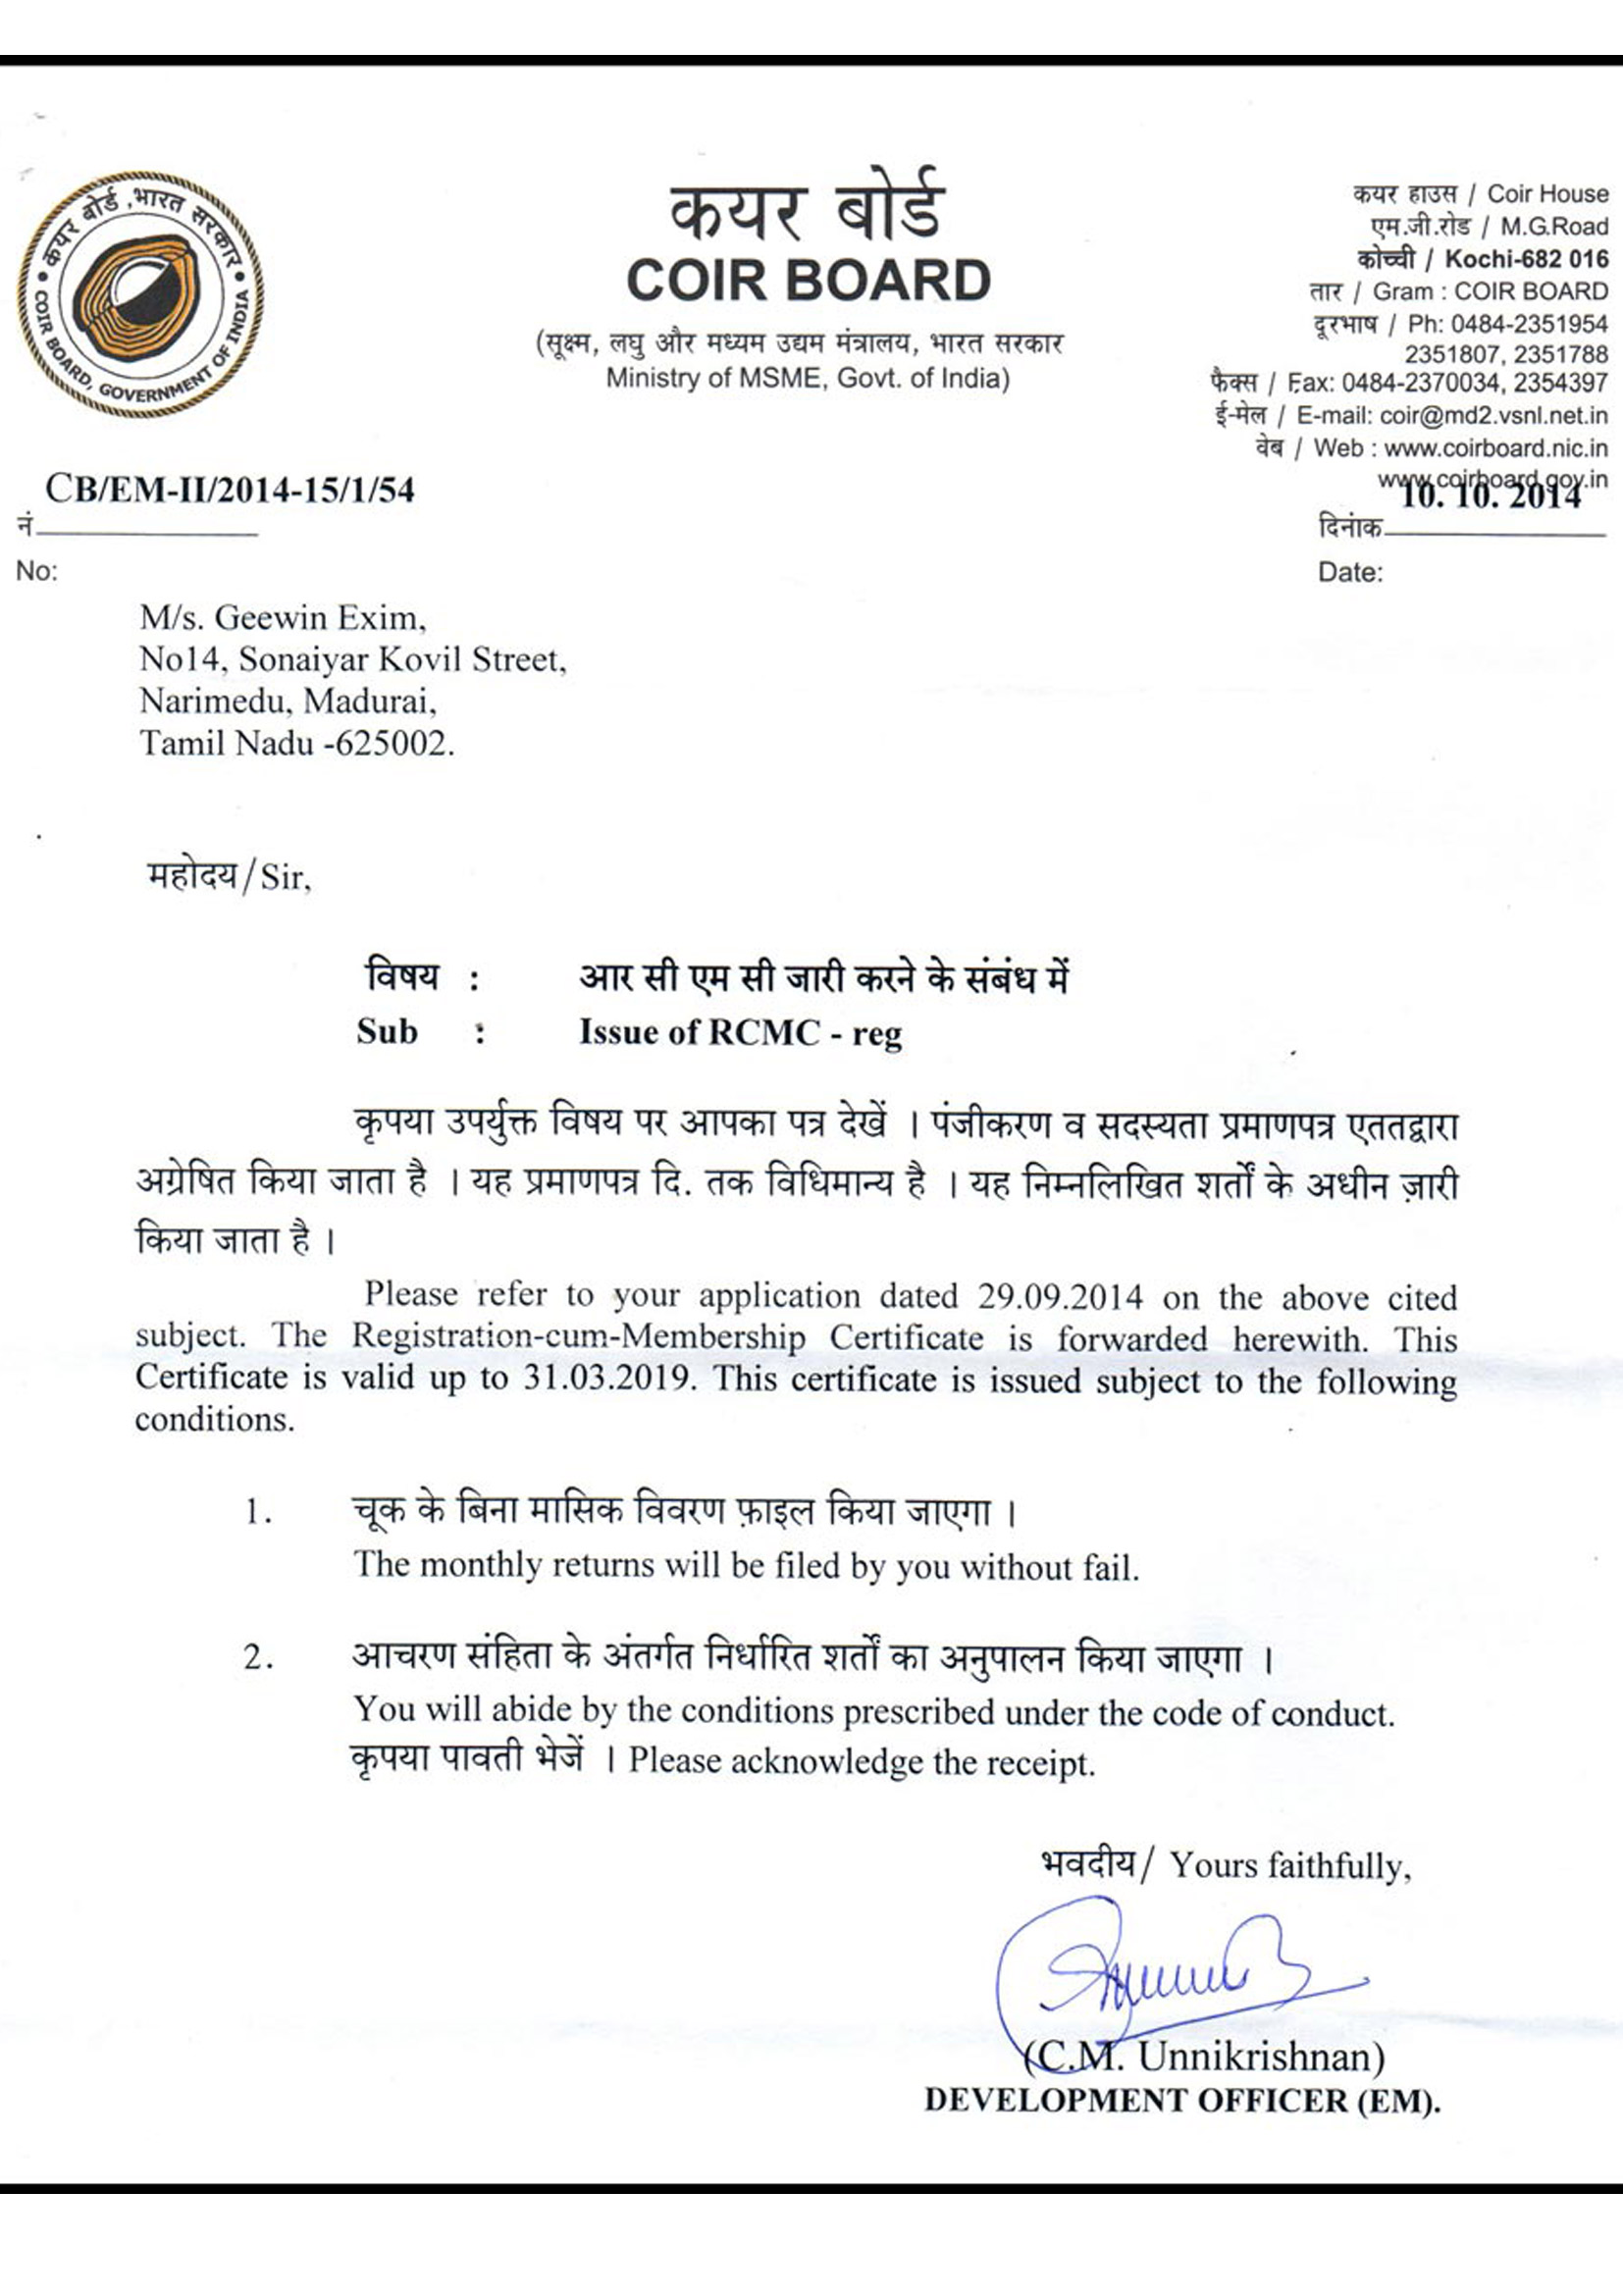 कयर बोर्ड, भारत सरकार
COIR BOARD, GOVERNMENT OF INDIA
कयर बोर्ड
COIR BOARD
(सूक्ष्म, लघु और मध्यम उद्यम मंत्रालय, भारत सरकार
Ministry of MSME, Govt. of India)
कयर हाउस / Coir House
एम.जी.रोड / M.G.Road
कोच्ची / Kochi-682 016
तार / Gram : COIR BOARD
दूरभाष / Ph: 0484-2351954
2351807, 2351788
फैक्स / Fax: 0484-2370034, 2354397
ई-मेल / E-mail: coir@md2.vsnl.net.in
वेब / Web : www.coirboard.nic.in
www.coirboard.gov.in
CB/EM-II/2014-15/1/54
10. 10. 2014
नं
दिनांक
No:
Date:
M/s. Geewin Exim,
No14, Sonaiyar Kovil Street,
Narimedu, Madurai,
Tamil Nadu -625002.
महोदय/Sir,
विषय : आर सी एम सी जारी करने के संबंध में
Sub : Issue of RCMC - reg
कृपया उपर्युक्त विषय पर आपका पत्र देखें । पंजीकरण व सदस्यता प्रमाणपत्र एततद्वारा
अग्रेषित किया जाता है । यह प्रमाणपत्र दि. तक विधिमान्य है । यह निम्नलिखित शर्तों के अधीन ज़ारी
किया जाता है ।
Please refer to your application dated 29.09.2014 on the above cited
subject. The Registration-cum-Membership Certificate is forwarded herewith. This
Certificate is valid up to 31.03.2019. This certificate is issued subject to the following
conditions.
1. चूक के बिना मासिक विवरण फ़ाइल किया जाएगा ।
The monthly returns will be filed by you without fail.
2. आचरण संहिता के अंतर्गत निर्धारित शर्तों का अनुपालन किया जाएगा ।
You will abide by the conditions prescribed under the code of conduct.
कृपया पावती भेजें । Please acknowledge the receipt.
भवदीय/ Yours faithfully,
(C.M. Unnikrishnan)
DEVELOPMENT OFFICER (EM).